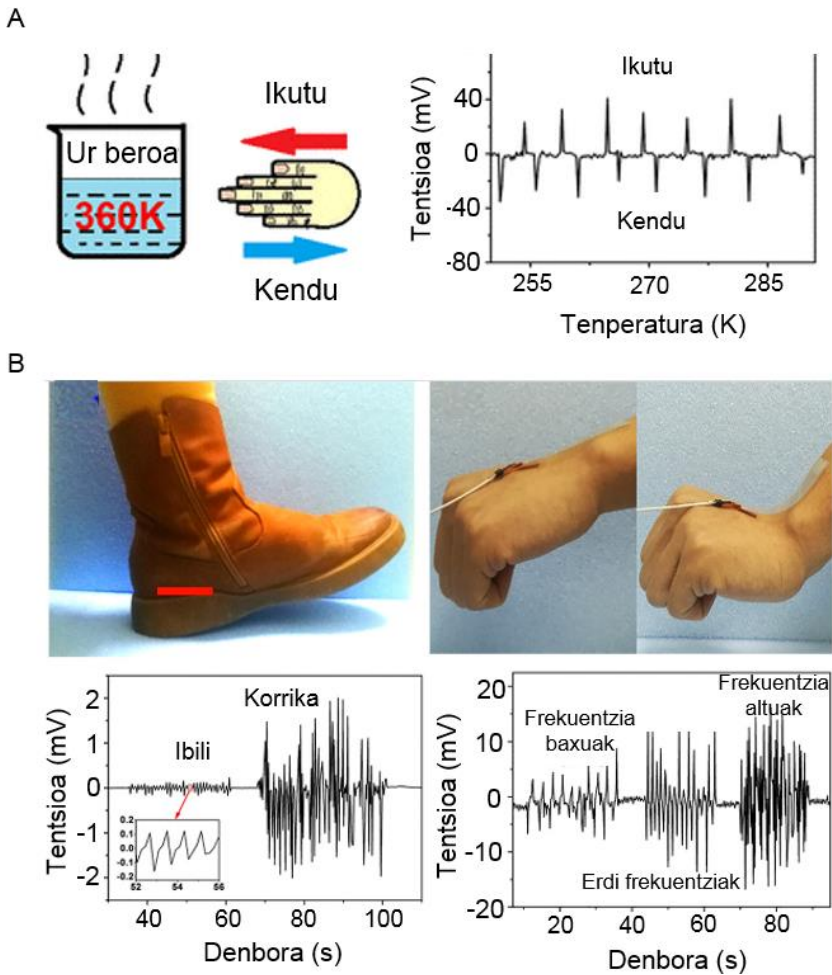 A
Ikutu
Ur beroa
360K
Kendu
Tentsioa (mV)
40
0
-40
-80
Ikutu
Kendu
255
270
285
Tenperatura (K)
B
Tentsioa (mV)
2
1
0
-1
-2
Korrika
Ibili
0.2
0.1
0.0
-0.1
-0.2
52
54
56
40
60
80
100
Denbora (s)
Tentsioa (mV)
20
10
0
-10
-20
Frekuentzia
baxuak
Frekuentzia
altuak
Erdi frekuentziak
20
40
60
80
Denbora (s)